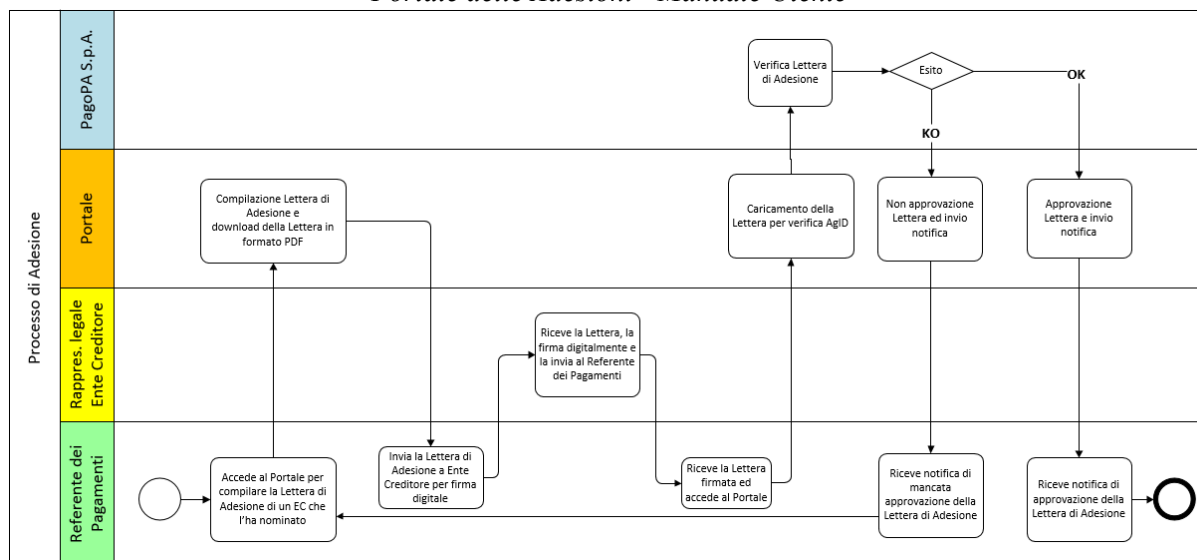 Portale delle Adesioni - Manuale Utente
Processo di Adesione
PagoPA S.p.A.
Verifica Lettera
di Adesione
Esito
OK
KO
Portale
Compilazione Lettera di
Adesione e
download della Lettera in
formato PDF
Caricamento della
Lettera per verifica AgID
Non approvazione
Lettera ed invio
notifica
Approvazione
Lettera e invio
notifica
Rappres. legale
Ente Creditore
Riceve la Lettera, la
firma digitalmente e
la invia al Referente
dei Pagamenti
Referente dei
Pagamenti
Accede al Portale per
compilare la Lettera di
Adesione di un EC che
l'ha nominato
Invia la Lettera di
Adesione a Ente
Creditore per firma
digitale
Riceve la Lettera
firmata ed
accede al Portale
Riceve notifica di
mancata
approvazione della
Lettera di Adesione
Riceve notifica di
approvazione della
Lettera di Adesione